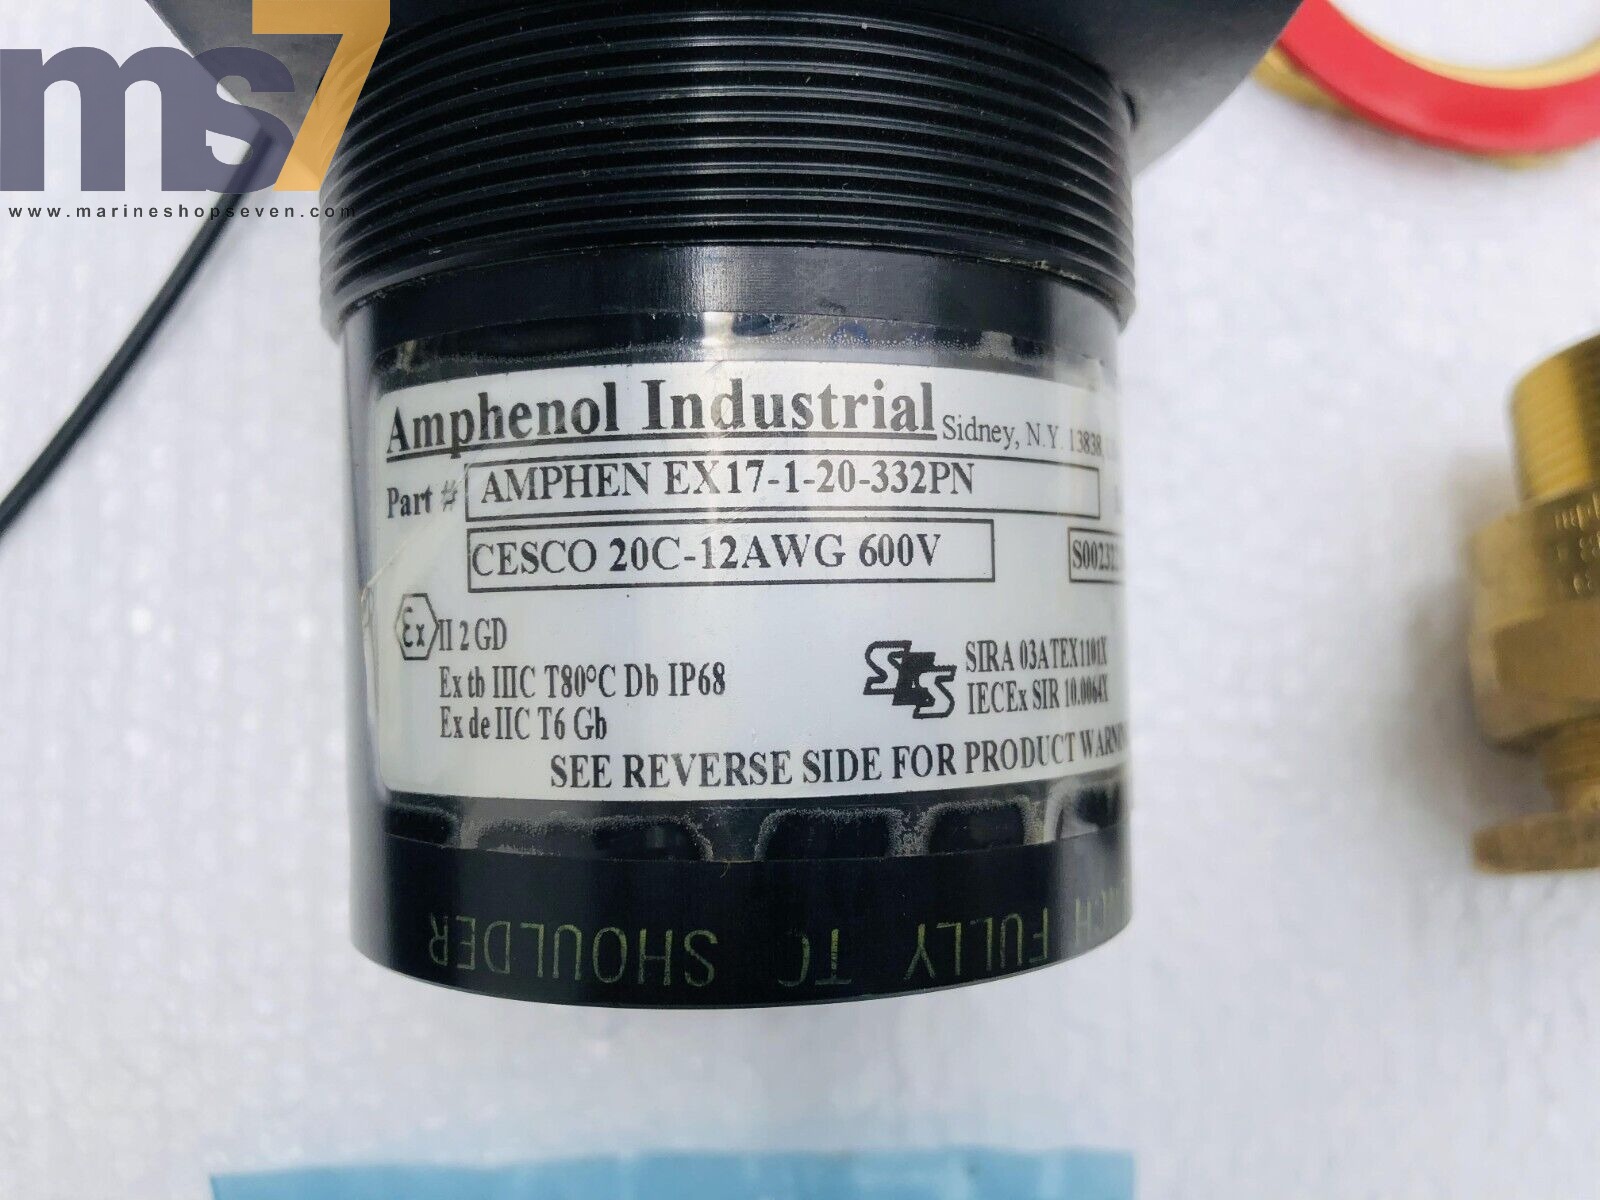 ms7
www.marineshopseven.com
Amphenol Industrial Sidney, N.Y. 13838
Part # AMPHEN EX17-1-20-332PN
CESCO 20C-12AWG 600V
Ex II 2 GD
Ex tb IIIC T80°C Db IP68
Ex de IIC T6 Gb
SIRA 03ATEX1101X
IECEx SIR 10.0064X
SEE REVERSE SIDE FOR PRODUCT
FULLY TO SHOULDER